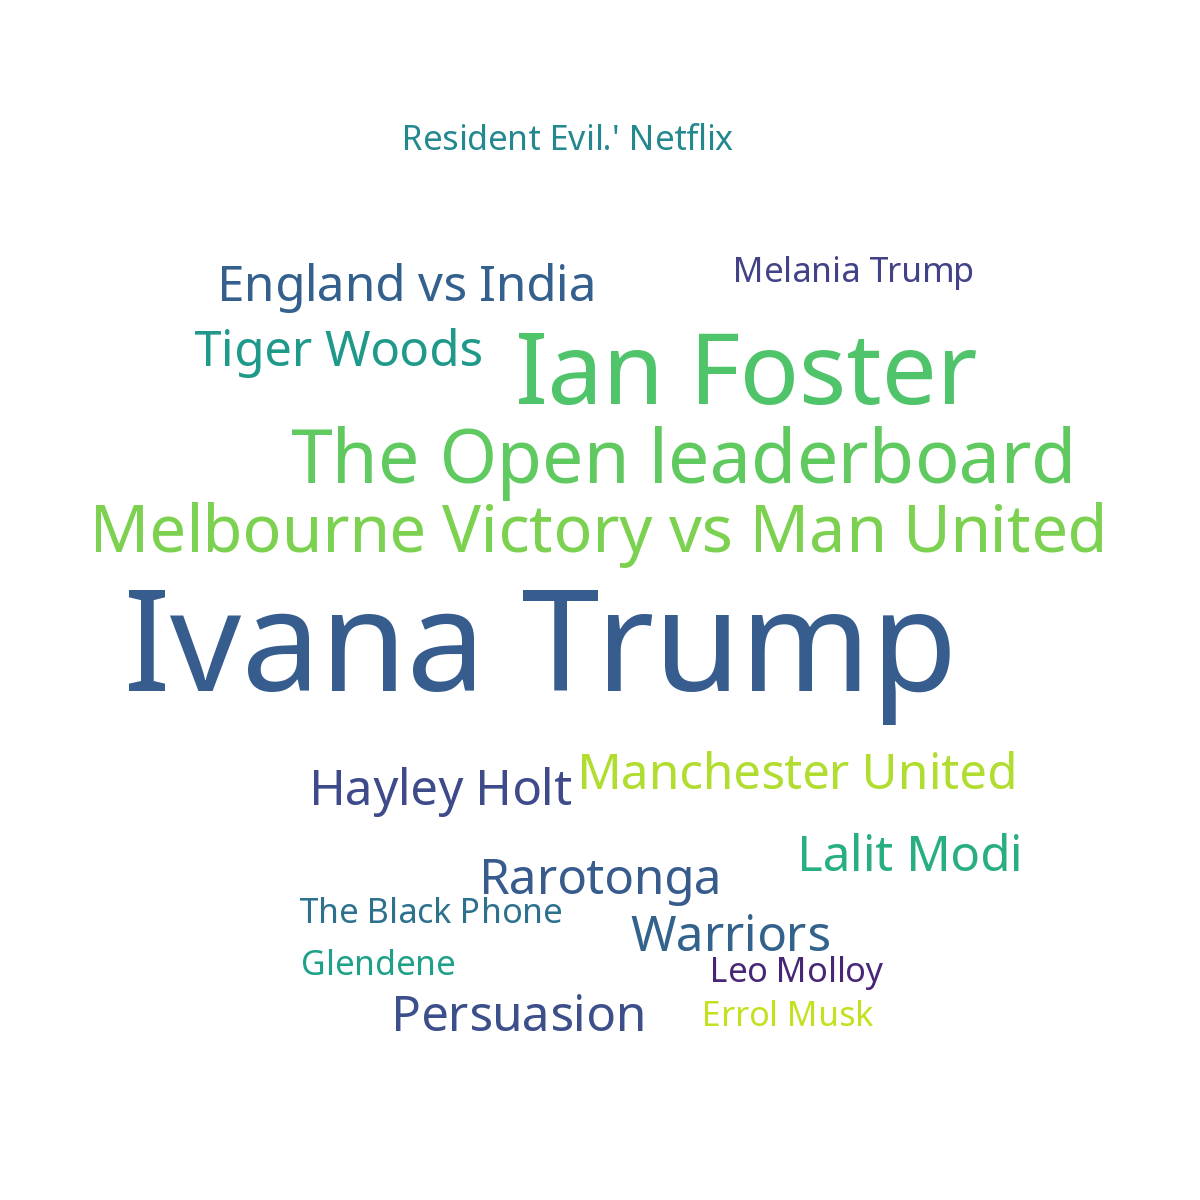 Resident Evil.' Netflix
England vs India
Melania Trump
Tiger Woods
Ian Foster
The Open leaderboard
Melbourne Victory vs Man United
Ivana Trump
Hayley Holt
Manchester United
Lalit Modi
Rarotonga
The Black Phone
Warriors
Glendene
Leo Molloy
Persuasion
Errol Musk